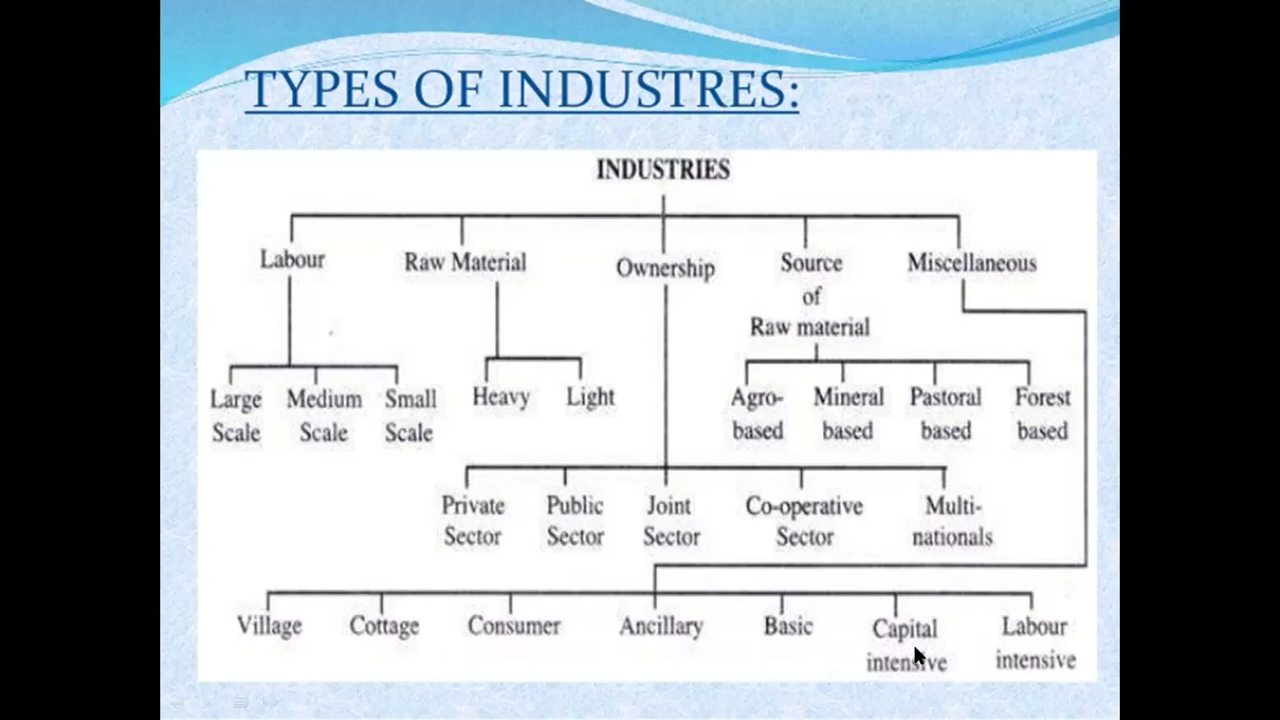 TYPES OF INDUSTRES:
INDUSTRIES
Labour
Raw Material
Ownership
Source
of
Raw material
Miscellaneous
Large
Scale
Medium
Scale
Small
Scale
Heavy
Light
Agro-
based
Mineral
based
Pastoral
based
Forest
based
Private
Sector
Public
Sector
Joint
Sector
Co-operative
Sector
Multi-
nationals
Village
Cottage
Consumer
Ancillary
Basic
Capital
intensive
Labour
intensive